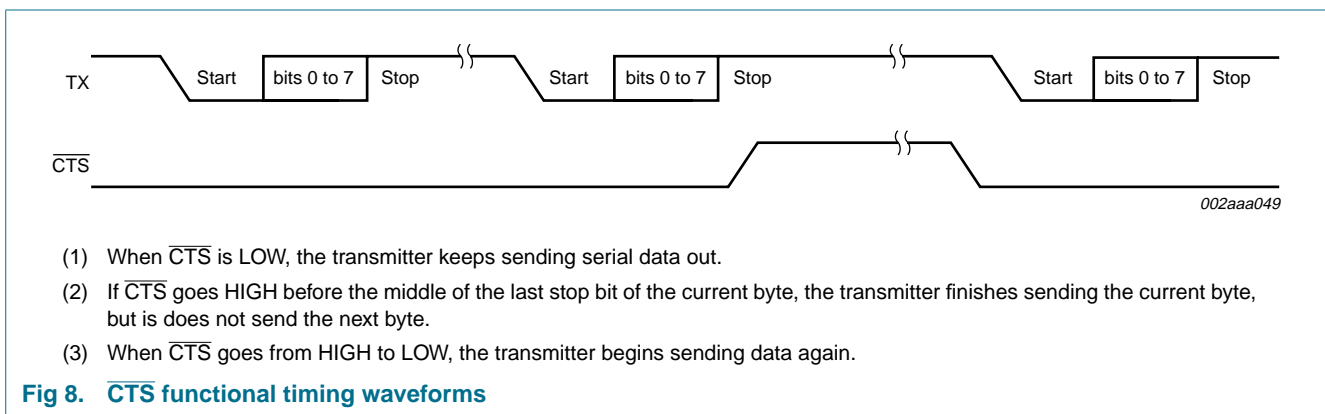 TX Start bits 0 to 7 Stop Start bits 0 to 7 Stop Start bits 0 to 7 Stop
CTS
002aaa049
(1) When CTS is LOW, the transmitter keeps sending serial data out.
(2) If CTS goes HIGH before the middle of the last stop bit of the current byte, the transmitter finishes sending the current byte,
but is does not send the next byte.
(3) When CTS goes from HIGH to LOW, the transmitter begins sending data again.
Fig 8. CTS functional timing waveforms